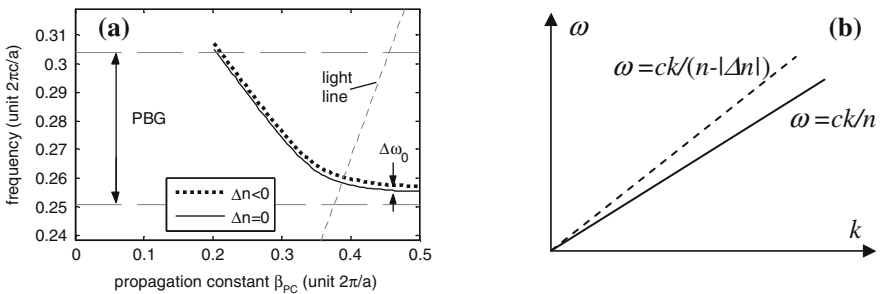 (a)
frequency (unit 2πc/a)
0.31
0.3
0.29
0.28
0.27
0.26
0.25
0.24
PBG
light
line
Δω₀
Δn<0
Δn=0
0 0.1 0.2 0.3 0.4 0.5
propagation constant β_PC (unit 2π/a)
(b)
ω
ω=ck/(n-|Δn|)
ω=ck/n
k